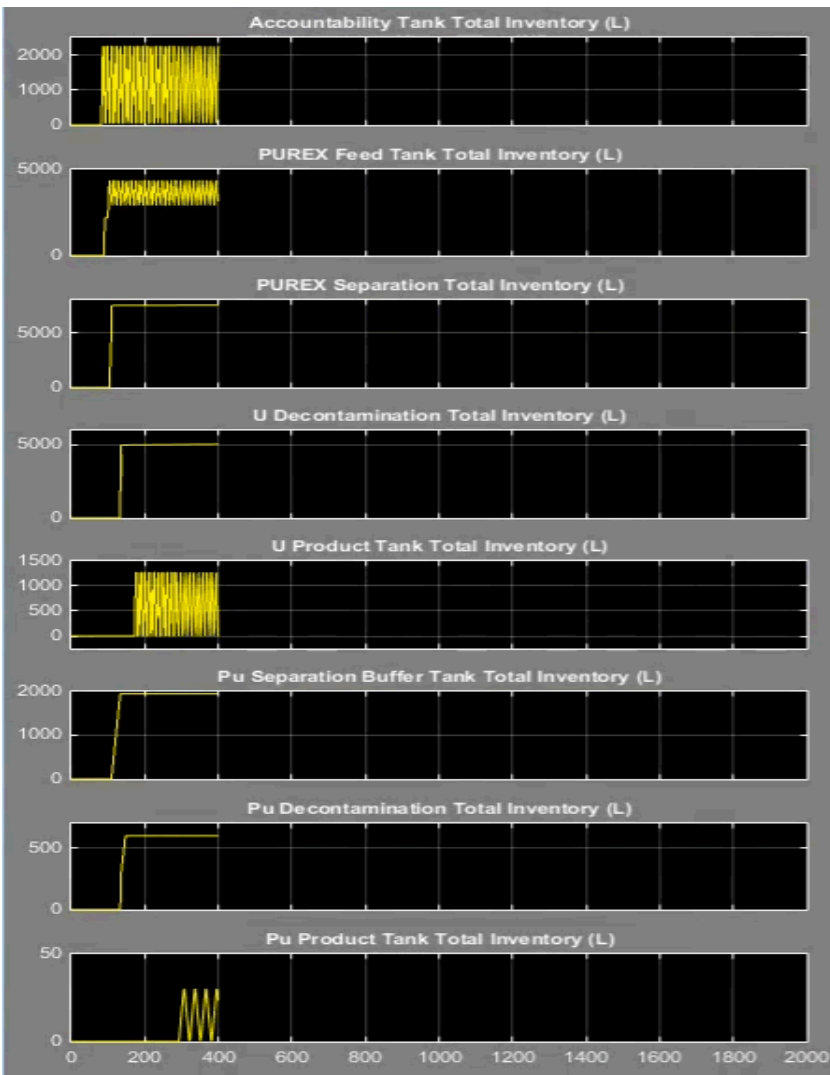 Accountability Tank Total Inventory (L)
2000
1000
0
PUREX Feed Tank Total Inventory (L)
5000
0
PUREX Separation Total Inventory (L)
5000
0
U Decontamination Total Inventory (L)
5000
0
U Product Tank Total Inventory (L)
1500
1000
500
0
Pu Separation Buffer Tank Total Inventory (L)
2000
1000
0
Pu Decontamination Total Inventory (L)
500
0
Pu Product Tank Total Inventory (L)
50
0
0 200 400 600 800 1000 1200 1400 1600 1800 2000